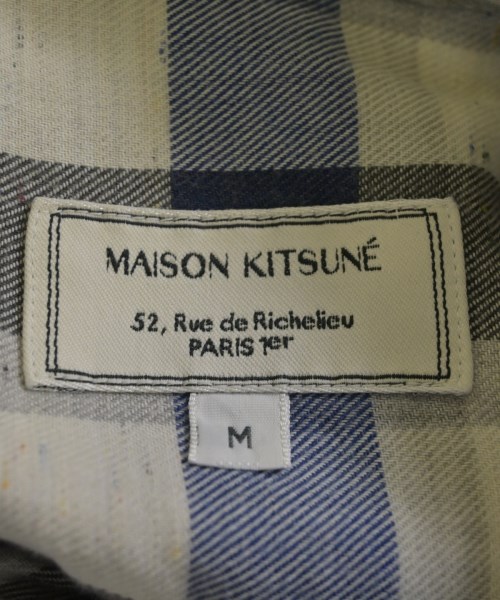 MAISON KITSUNÉ
52, Rue de Richelieu
PARIS 1er
M